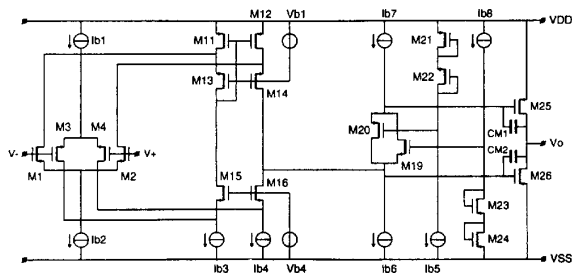 M12 Vb1 Ib7 Ib8
VDD
Ib1 M11 M21
M13 M14 M22
M25
M3 M4 M20 CM1
Vo
V- V+ CM2
M1 M2 M19 M26
M15 M16
M23
Ib2 M24
VSS
Ib3 Ib4 Vb4 Ib6 Ib5